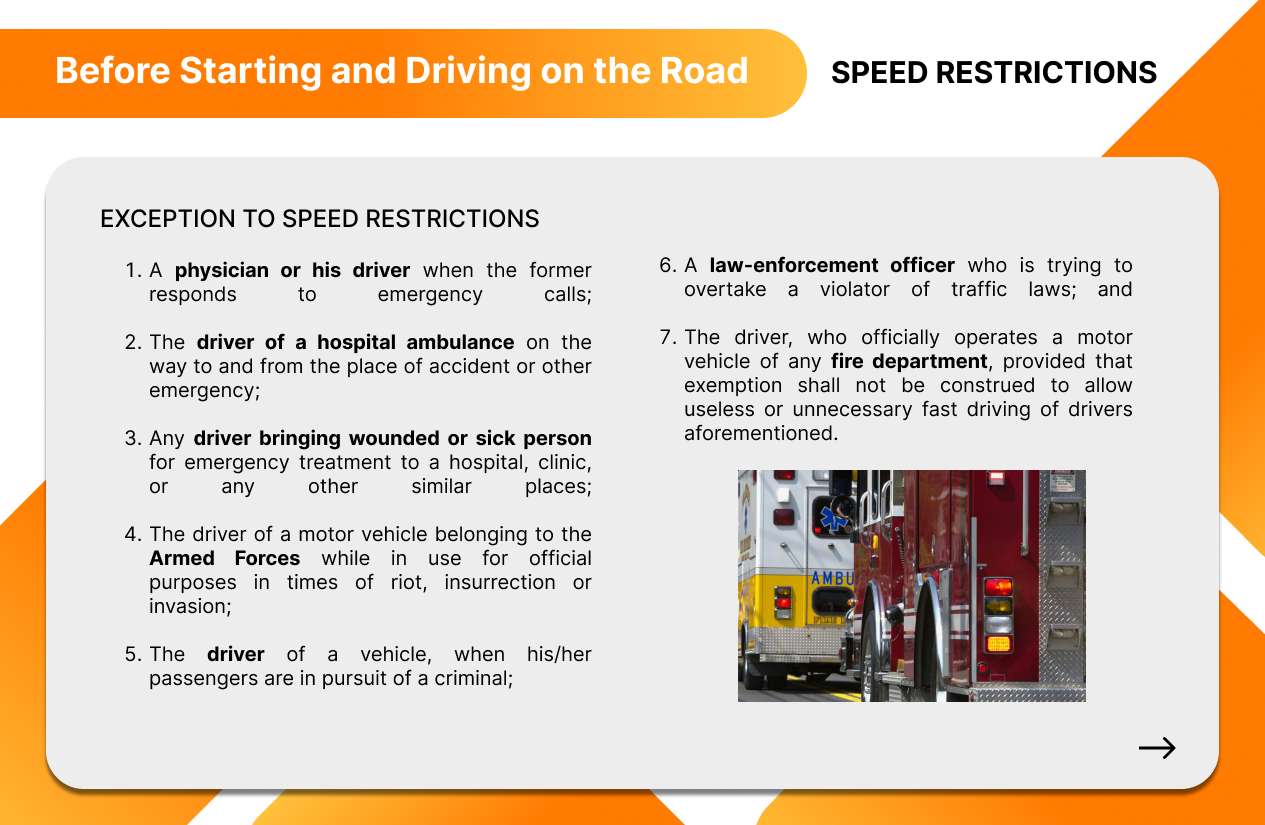 Before Starting and Driving on the Road
SPEED RESTRICTIONS
EXCEPTION TO SPEED RESTRICTIONS
1. A physician or his driver when the former
responds to emergency calls;
2. The driver of a hospital ambulance on the
way to and from the place of accident or other
emergency;
3. Any driver bringing wounded or sick person
for emergency treatment to a hospital, clinic,
or any other similar places;
4. The driver of a motor vehicle belonging to the
Armed Forces while in use for official
purposes in times of riot, insurrection or
invasion;
5. The driver of a vehicle, when his/her
passengers are in pursuit of a criminal;
6. A law-enforcement officer who is trying to
overtake a violator of traffic laws; and
7. The driver, who officially operates a motor
vehicle of any fire department, provided that
exemption shall not be construed to allow
useless or unnecessary fast driving of drivers
aforementioned.
AMBU